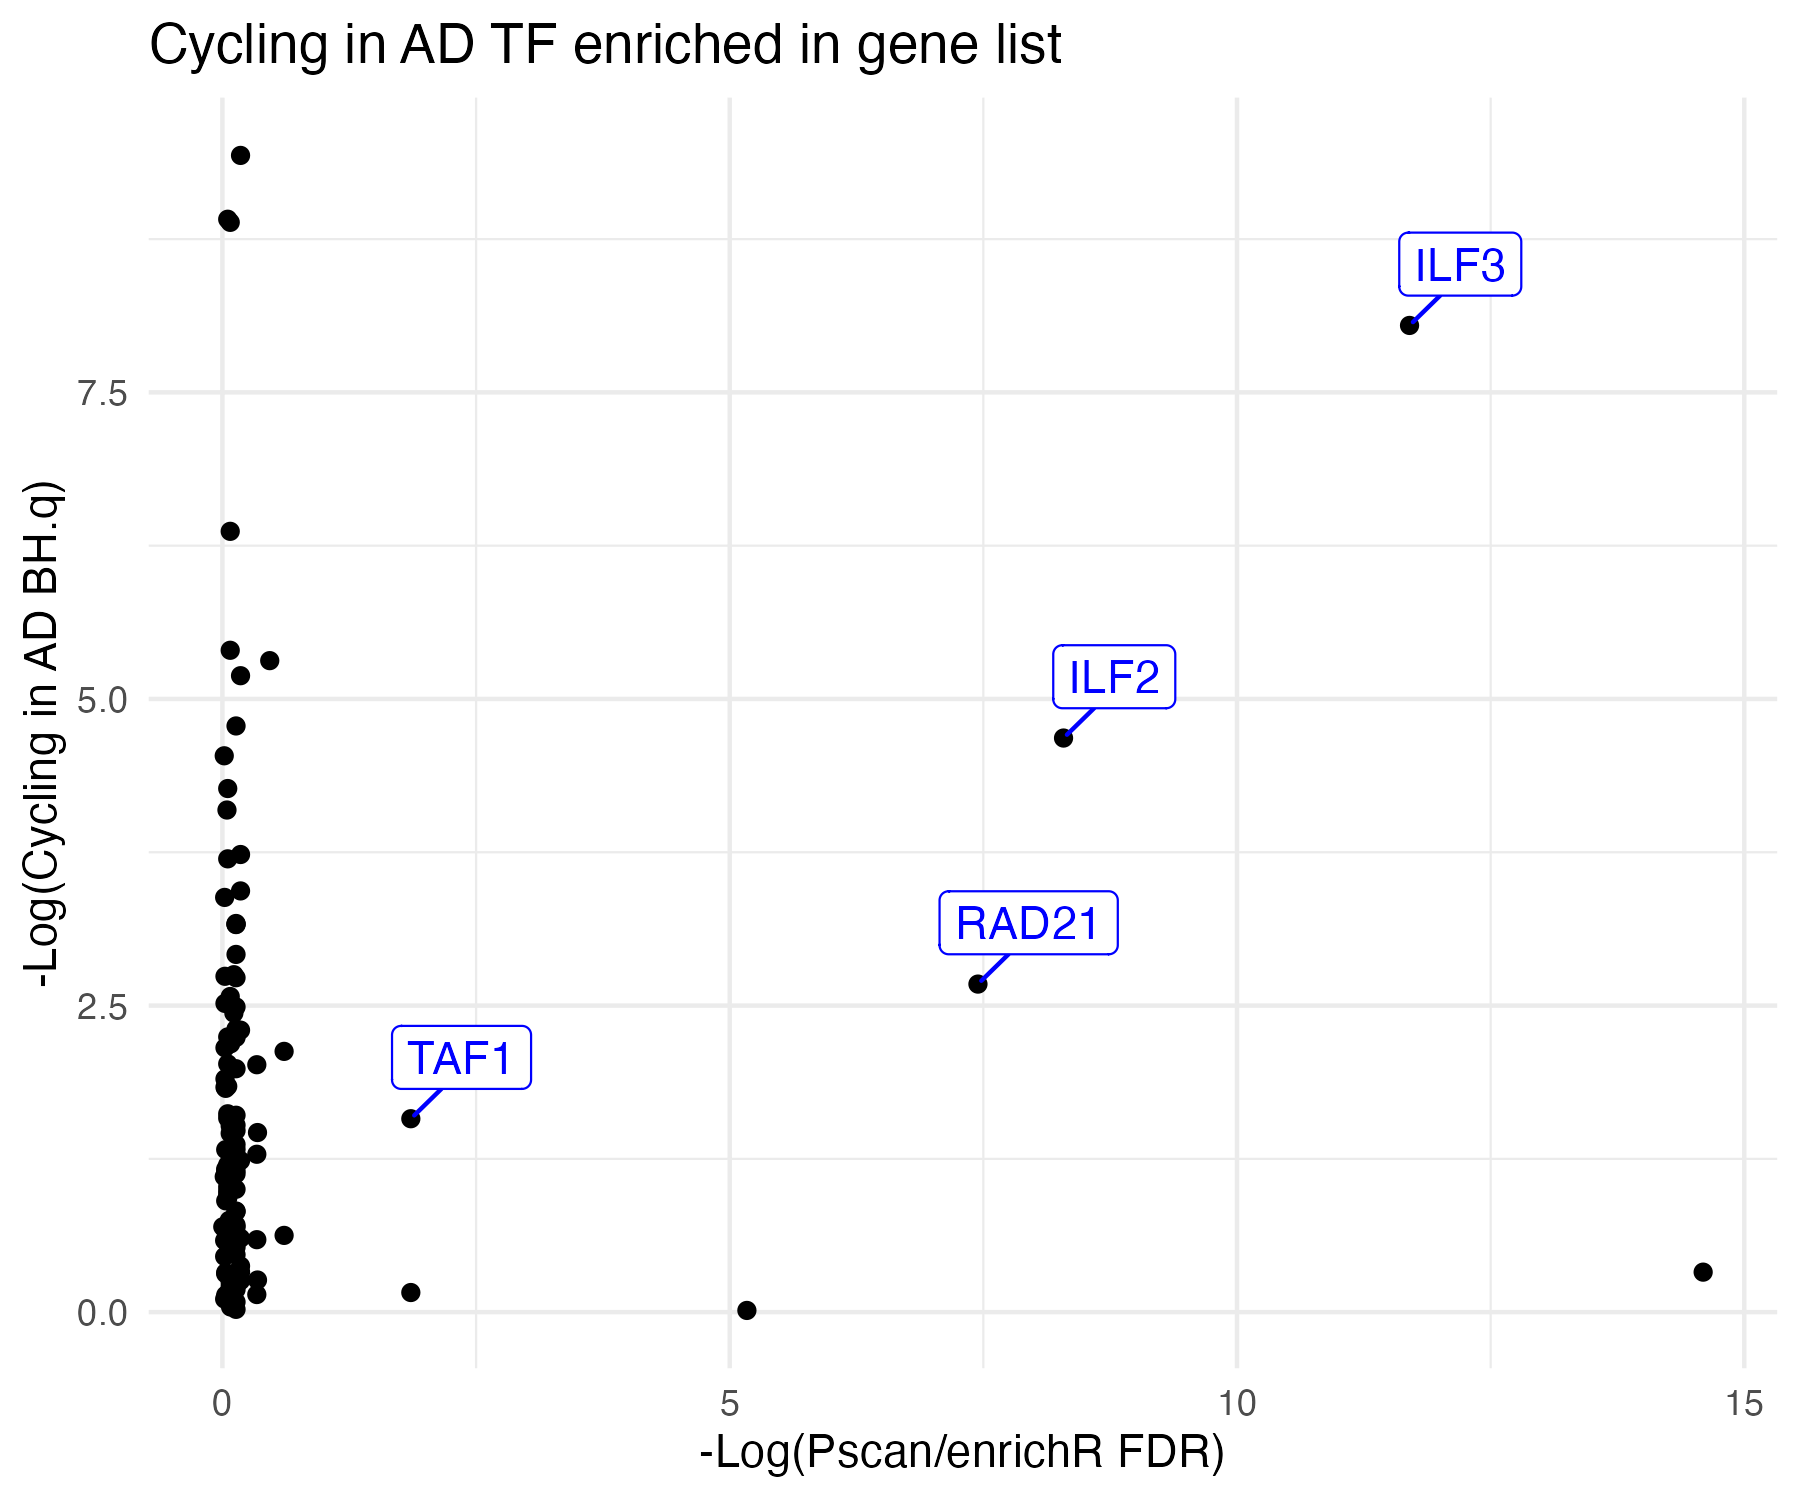 Cycling in AD TF enriched in gene list
ILF3
7.5
ILF2
5.0
RAD21
2.5
TAF1
0.0
0 5 10 15
-Log(Pscan/enrichR FDR)
-Log(Cycling in AD BH.q)